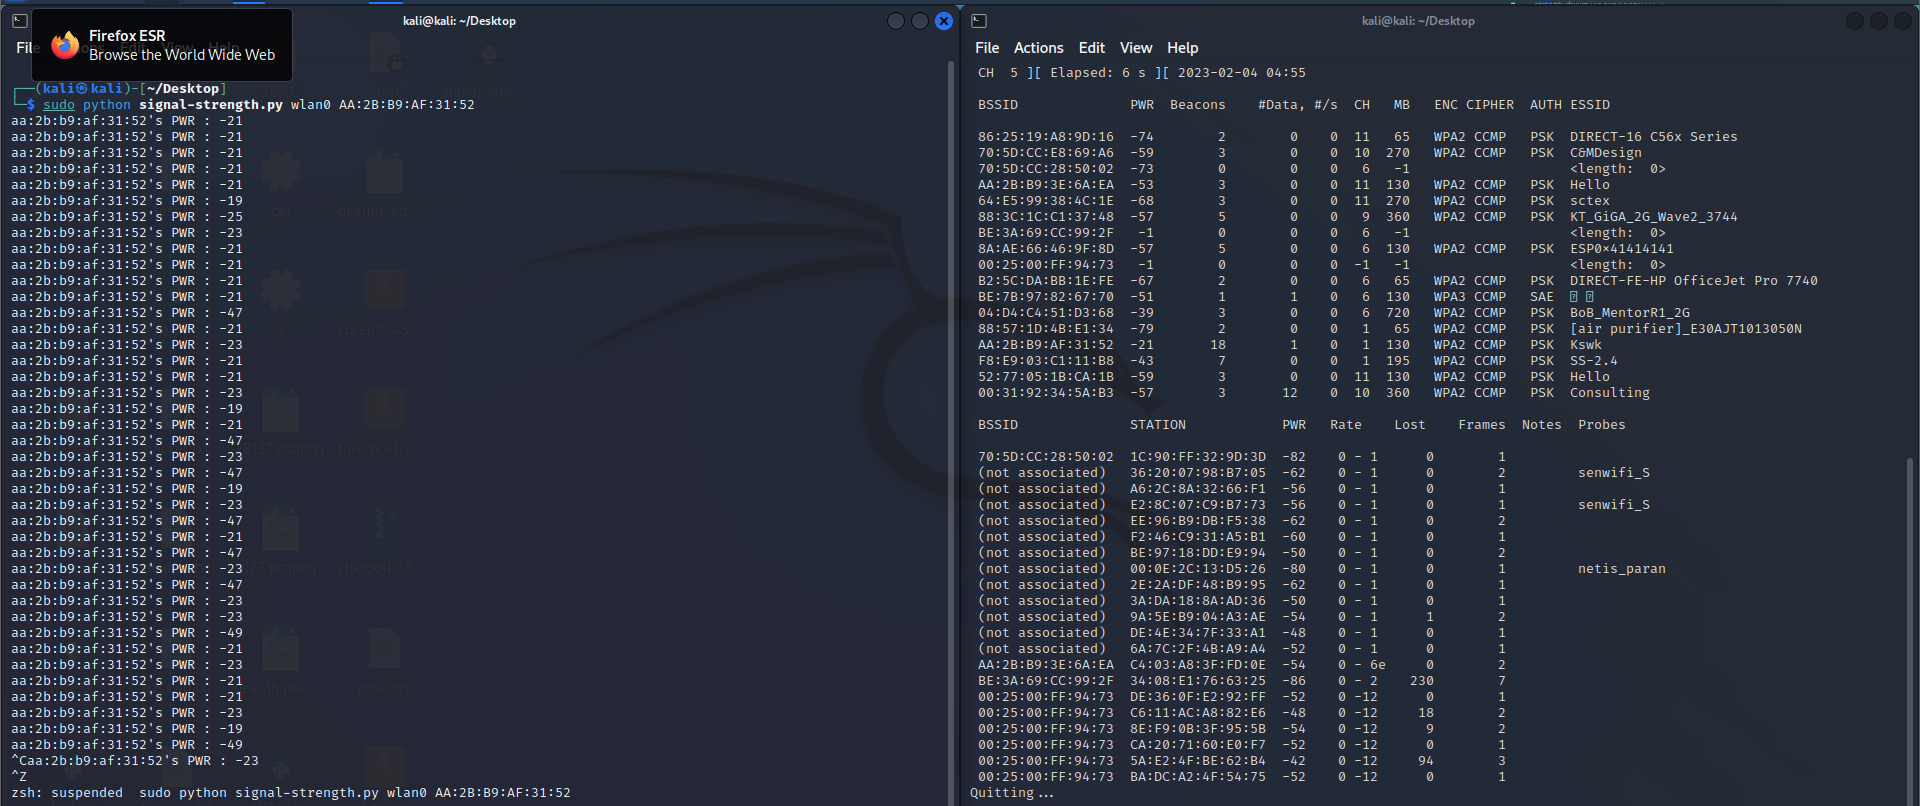 kali@kali: ~/Desktop
File Actions Edit View Help
Firefox ESR
Browse the World Wide Web
(kali㉿kali)-[~/Desktop]
$ sudo python signal-strength.py wlan0 AA:2B:B9:AF:31:52
aa:2b:b9:af:31:52's PWR : -21
aa:2b:b9:af:31:52's PWR : -21
aa:2b:b9:af:31:52's PWR : -21
aa:2b:b9:af:31:52's PWR : -21
aa:2b:b9:af:31:52's PWR : -21
aa:2b:b9:af:31:52's PWR : -19
aa:2b:b9:af:31:52's PWR : -25
aa:2b:b9:af:31:52's PWR : -23
aa:2b:b9:af:31:52's PWR : -21
aa:2b:b9:af:31:52's PWR : -21
aa:2b:b9:af:31:52's PWR : -21
aa:2b:b9:af:31:52's PWR : -21
aa:2b:b9:af:31:52's PWR : -47
aa:2b:b9:af:31:52's PWR : -21
aa:2b:b9:af:31:52's PWR : -23
aa:2b:b9:af:31:52's PWR : -21
aa:2b:b9:af:31:52's PWR : -21
aa:2b:b9:af:31:52's PWR : -23
aa:2b:b9:af:31:52's PWR : -19
aa:2b:b9:af:31:52's PWR : -21
aa:2b:b9:af:31:52's PWR : -47
aa:2b:b9:af:31:52's PWR : -23
aa:2b:b9:af:31:52's PWR : -47
aa:2b:b9:af:31:52's PWR : -19
aa:2b:b9:af:31:52's PWR : -23
aa:2b:b9:af:31:52's PWR : -47
aa:2b:b9:af:31:52's PWR : -21
aa:2b:b9:af:31:52's PWR : -47
aa:2b:b9:af:31:52's PWR : -23
aa:2b:b9:af:31:52's PWR : -47
aa:2b:b9:af:31:52's PWR : -23
aa:2b:b9:af:31:52's PWR : -23
aa:2b:b9:af:31:52's PWR : -49
aa:2b:b9:af:31:52's PWR : -21
aa:2b:b9:af:31:52's PWR : -23
aa:2b:b9:af:31:52's PWR : -21
aa:2b:b9:af:31:52's PWR : -21
aa:2b:b9:af:31:52's PWR : -23
aa:2b:b9:af:31:52's PWR : -19
aa:2b:b9:af:31:52's PWR : -49
^Caa:2b:b9:af:31:52's PWR : -23
^Z
zsh: suspended  sudo python signal-strength.py wlan0 AA:2B:B9:AF:31:52
kali@kali: ~/Desktop
File Actions Edit View Help
CH 5 ][ Elapsed: 6 s ][ 2023-02-04 04:55
BSSID PWR Beacons #Data, #/s CH MB ENC CIPHER AUTH ESSID
86:25:19:A8:9D:16 -74 2 0 0 11 65 WPA2 CCMP PSK DIRECT-16 C56x Series
70:5D:CC:E8:69:A6 -59 3 0 0 10 270 WPA2 CCMP PSK C&MDesign
70:5D:CC:28:50:02 -73 0 0 0 6 -1 <length: 0>
AA:2B:B9:3E:6A:EA -53 3 0 0 11 130 WPA2 CCMP PSK Hello
64:E5:99:38:4C:1E -68 3 0 0 11 270 WPA2 CCMP PSK sctex
88:3C:1C:C1:37:48 -57 5 0 0 9 360 WPA2 CCMP PSK KT_GiGA_2G_Wave2_3744
BE:3A:69:CC:99:2F -1 0 0 0 6 -1 <length: 0>
8A:AE:66:46:9F:8D -57 5 0 0 6 130 WPA2 CCMP PSK ESP0×41414141
00:25:00:FF:94:73 -1 0 0 0 -1 -1 <length: 0>
B2:5C:DA:BB:1E:FE -67 2 0 0 6 65 WPA2 CCMP PSK DIRECT-FE-HP OfficeJet Pro 7740
BE:7B:97:82:67:70 -51 1 1 0 6 130 WPA3 CCMP SAE
04:D4:C4:51:D3:68 -39 3 0 0 6 720 WPA2 CCMP PSK BoB_MentorR1_2G
88:57:1D:4B:E1:34 -79 2 0 0 1 65 WPA2 CCMP PSK [air purifier]_E30AJT1013050N
AA:2B:B9:AF:31:52 -21 18 1 0 1 130 WPA2 CCMP PSK Kswk
F8:E9:03:C1:11:B8 -43 7 0 0 1 195 WPA2 CCMP PSK SS-2.4
52:77:05:1B:CA:1B -59 3 0 0 11 130 WPA2 CCMP PSK Hello
00:31:92:34:5A:B3 -57 3 12 0 10 360 WPA2 CCMP PSK Consulting
BSSID STATION PWR Rate Lost Frames Notes Probes
70:5D:CC:28:50:02 1C:90:FF:32:9D:3D -82 0 - 1 0 1
(not associated) 36:20:07:98:B7:05 -62 0 - 1 0 2 senwifi_S
(not associated) A6:2C:8A:32:66:F1 -56 0 - 1 0 1
(not associated) E2:8C:07:C9:B7:73 -56 0 - 1 0 1 senwifi_S
(not associated) EE:96:B9:DB:F5:38 -62 0 - 1 0 2
(not associated) F2:46:C9:31:A5:B1 -60 0 - 1 0 1
(not associated) BE:97:18:DD:E9:94 -50 0 - 1 0 2
(not associated) 00:0E:2C:13:D5:26 -80 0 - 1 0 1 netis_paran
(not associated) 2E:2A:DF:48:B9:95 -62 0 - 1 0 1
(not associated) 3A:DA:18:8A:AD:36 -50 0 - 1 0 1
(not associated) 9A:5E:B9:04:A3:AE -54 0 - 1 1 2
(not associated) DE:4E:34:7F:33:A1 -48 0 - 1 0 1
(not associated) 6A:7C:2F:4B:A9:A4 -52 0 - 1 0 1
AA:2B:B9:3E:6A:EA C4:03:A8:3F:FD:0E -54 0 - 6e 0 2
BE:3A:69:CC:99:2F 34:08:E1:76:63:25 -86 0 - 2 230 7
00:25:00:FF:94:73 DE:36:0F:E2:92:FF -52 0 -12 0 1
00:25:00:FF:94:73 C6:11:AC:A8:82:E6 -48 0 -12 18 2
00:25:00:FF:94:73 8E:F9:0B:3F:95:5B -54 0 -12 9 2
00:25:00:FF:94:73 CA:20:71:60:E0:F7 -52 0 -12 0 1
00:25:00:FF:94:73 5A:E2:4F:BE:62:B4 -42 0 -12 94 3
00:25:00:FF:94:73 BA:DC:A2:4F:54:75 -52 0 -12 0 1
Quitting...